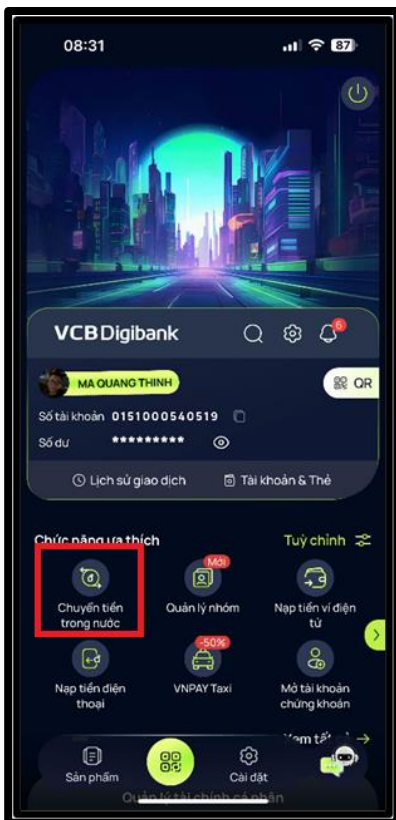 08:31
87
VCB Digibank
6
MA QUANG THINH
QR
Số tài khoản 0151000540519
Số dư *********
Lịch sử giao dịch
Tài khoản & Thẻ
Chức năng ưa thích
Tuỳ chỉnh
Mới
Chuyển tiền
trong nước
Quản lý nhóm
Nạp tiền ví điện
tử
-50%
Nạp tiền điện
thoại
VNPAY Taxi
Mở tài khoản
chứng khoán
Sản phẩm
Cài đặt
Quản lý tài chính cá nhân